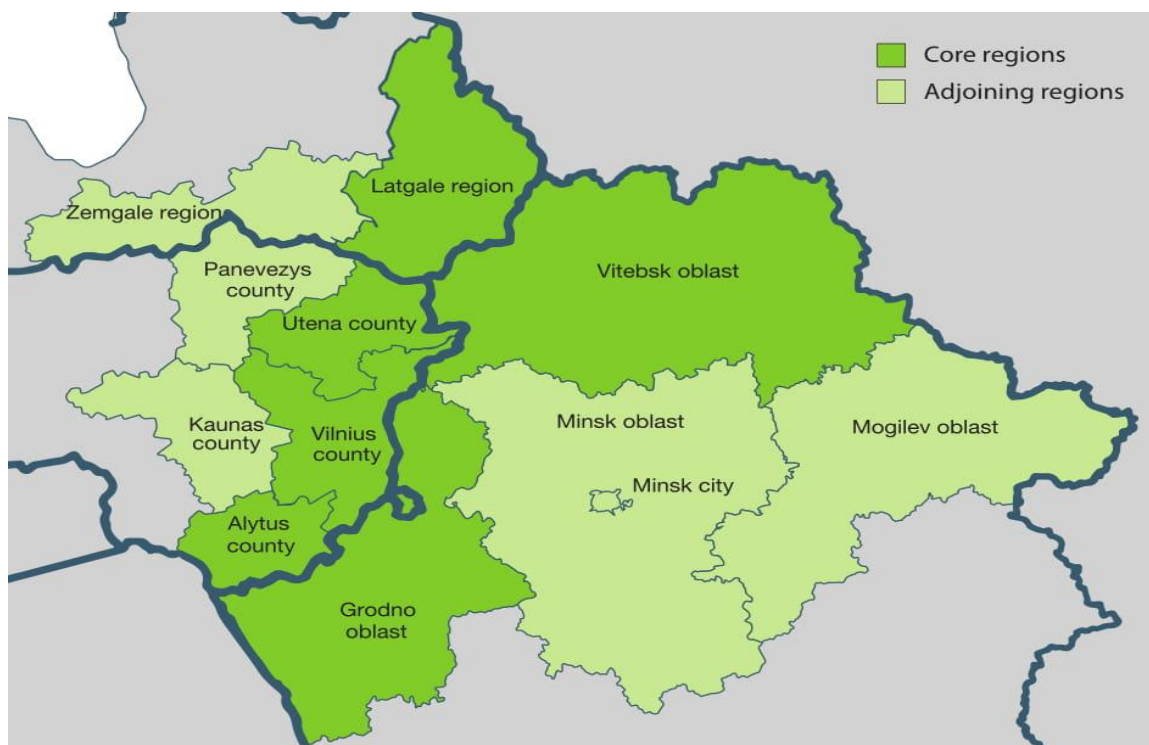 Core regions
Adjoining regions
Latgale region
Zemgale region
Panevezys
county
Vitebsk oblast
Utena county
Kaunas
county
Vilnius
county
Minsk oblast
Mogilev oblast
Minsk city
Alytus
county
Grodno
oblast